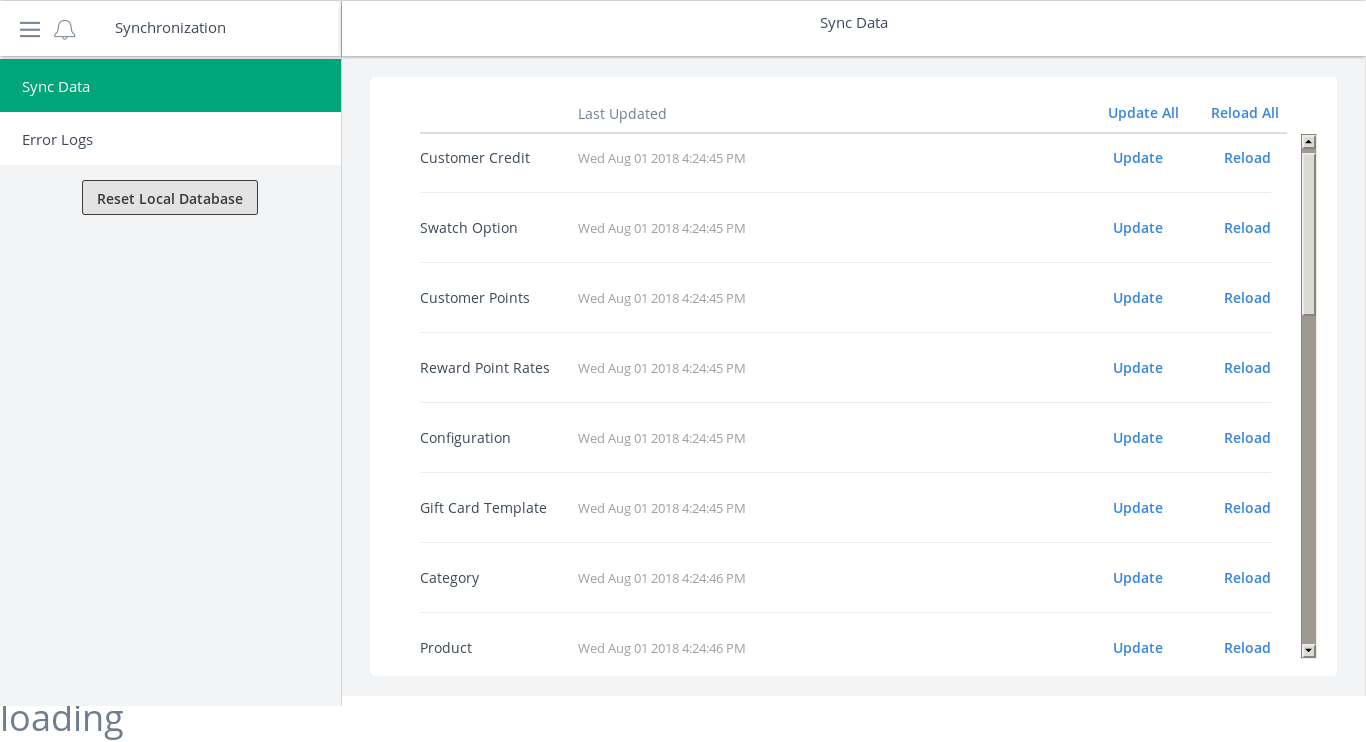 Synchronization
Sync Data
Sync Data
Error Logs
Reset Local Database
Last Updated Update All Reload All
Customer Credit Wed Aug 01 2018 4:24:45 PM Update Reload
Swatch Option Wed Aug 01 2018 4:24:45 PM Update Reload
Customer Points Wed Aug 01 2018 4:24:45 PM Update Reload
Reward Point Rates Wed Aug 01 2018 4:24:45 PM Update Reload
Configuration Wed Aug 01 2018 4:24:45 PM Update Reload
Gift Card Template Wed Aug 01 2018 4:24:45 PM Update Reload
Category Wed Aug 01 2018 4:24:46 PM Update Reload
Product Wed Aug 01 2018 4:24:46 PM Update Reload
loading